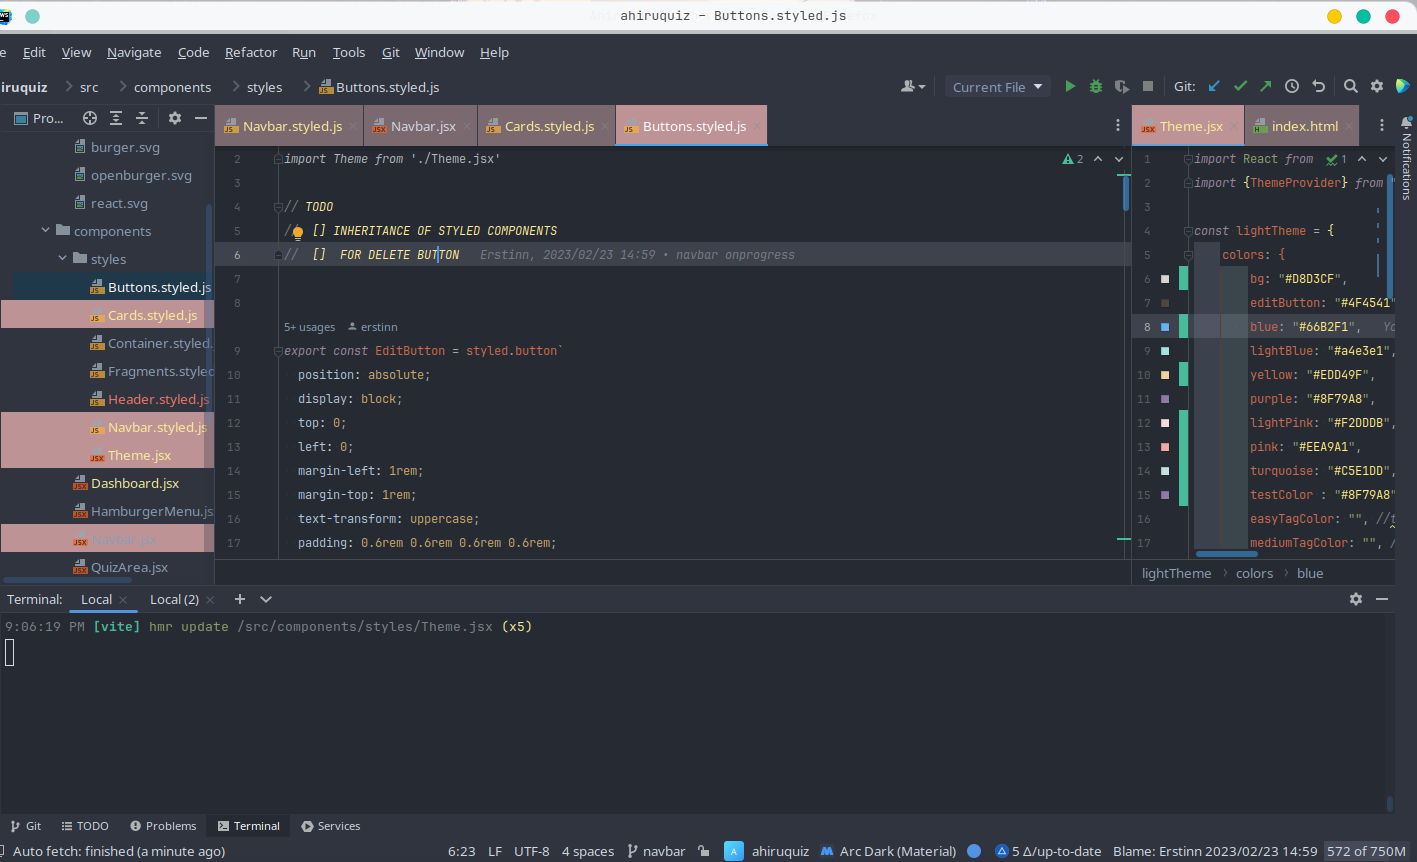 ahiruquiz – Buttons.styled.js
e Edit View Navigate Code Refactor Run Tools Git Window Help
iruquiz src components styles Buttons.styled.js Current File Git:
Pro...
burger.svg
openburger.svg
react.svg
components
styles
Buttons.styled.js
Cards.styled.js
Container.styled.
Fragments.styled
Header.styled.js
Navbar.styled.js
Theme.jsx
Dashboard.jsx
HamburgerMenu.js
Navbar.jsx
QuizArea.jsx
Navbar.styled.js Navbar.jsx Cards.styled.js Buttons.styled.js
2 import Theme from './Theme.jsx' 2
3
4 // TODO
5 // [] INHERITANCE OF STYLED COMPONENTS
6 // [] FOR DELETE BUTTON Erstinn, 2023/02/23 14:59 • navbar onprogress
7
8
5+ usages erstinn
9 export const EditButton = styled.button`
10 position: absolute;
11 display: block;
12 top: 0;
13 left: 0;
14 margin-left: 1rem;
15 margin-top: 1rem;
16 text-transform: uppercase;
17 padding: 0.6rem 0.6rem 0.6rem 0.6rem;
Theme.jsx index.html
1 import React from 1
2 import {ThemeProvider} from "
3
4 const lightTheme = {
5 colors: {
6 bg: "#D8D3CF",
7 editButton: "#4F4541"
8 blue: "#66B2F1", Yo
9 lightBlue: "#a4e3e1",
10 yellow: "#EDD49F",
11 purple: "#8F79A8",
12 lightPink: "#F2DDDB",
13 pink: "#EEA9A1",
14 turquoise: "#C5E1DD",
15 testColor : "#8F79A8"
16 easyTagColor: "", //t
17 mediumTagColor: "", /
lightTheme colors blue
Notifications
Terminal: Local Local (2)
9:06:19 PM [vite] hmr update /src/components/styles/Theme.jsx (x5)
Git TODO Problems Terminal Services
Auto fetch: finished (a minute ago) 6:23 LF UTF-8 4 spaces navbar ahiruquiz Arc Dark (Material) 5 Δ/up-to-date Blame: Erstinn 2023/02/23 14:59 572 of 750M